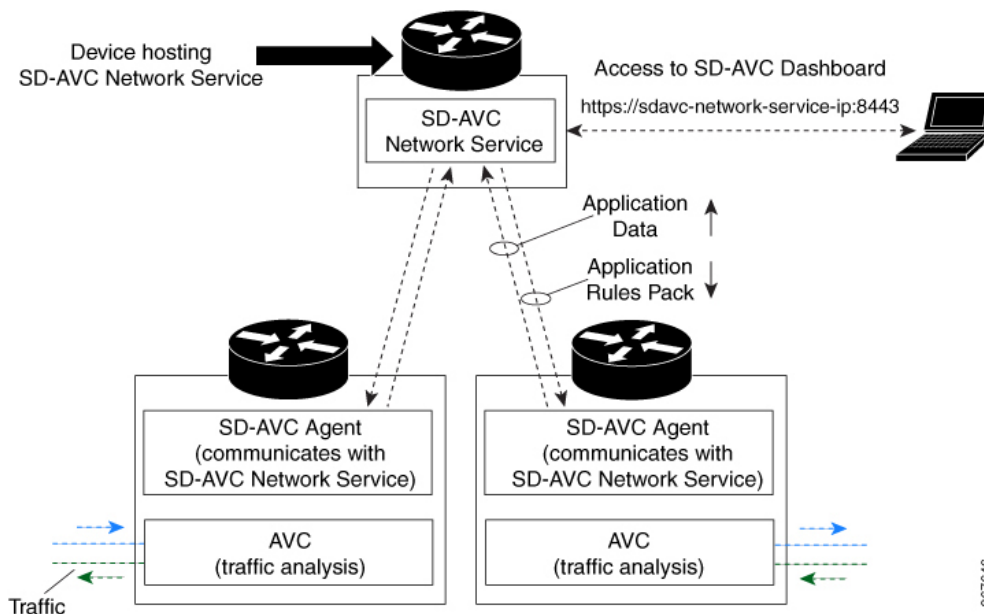 Device hosting
SD-AVC Network Service
Access to SD-AVC Dashboard
https://sdavc-network-service-ip:8443
SD-AVC
Network Service
Application
Data
Application
Rules Pack
SD-AVC Agent
(communicates with
SD-AVC Network Service)
SD-AVC Agent
(communicates with
SD-AVC Network Service)
AVC
(traffic analysis)
AVC
(traffic analysis)
Traffic